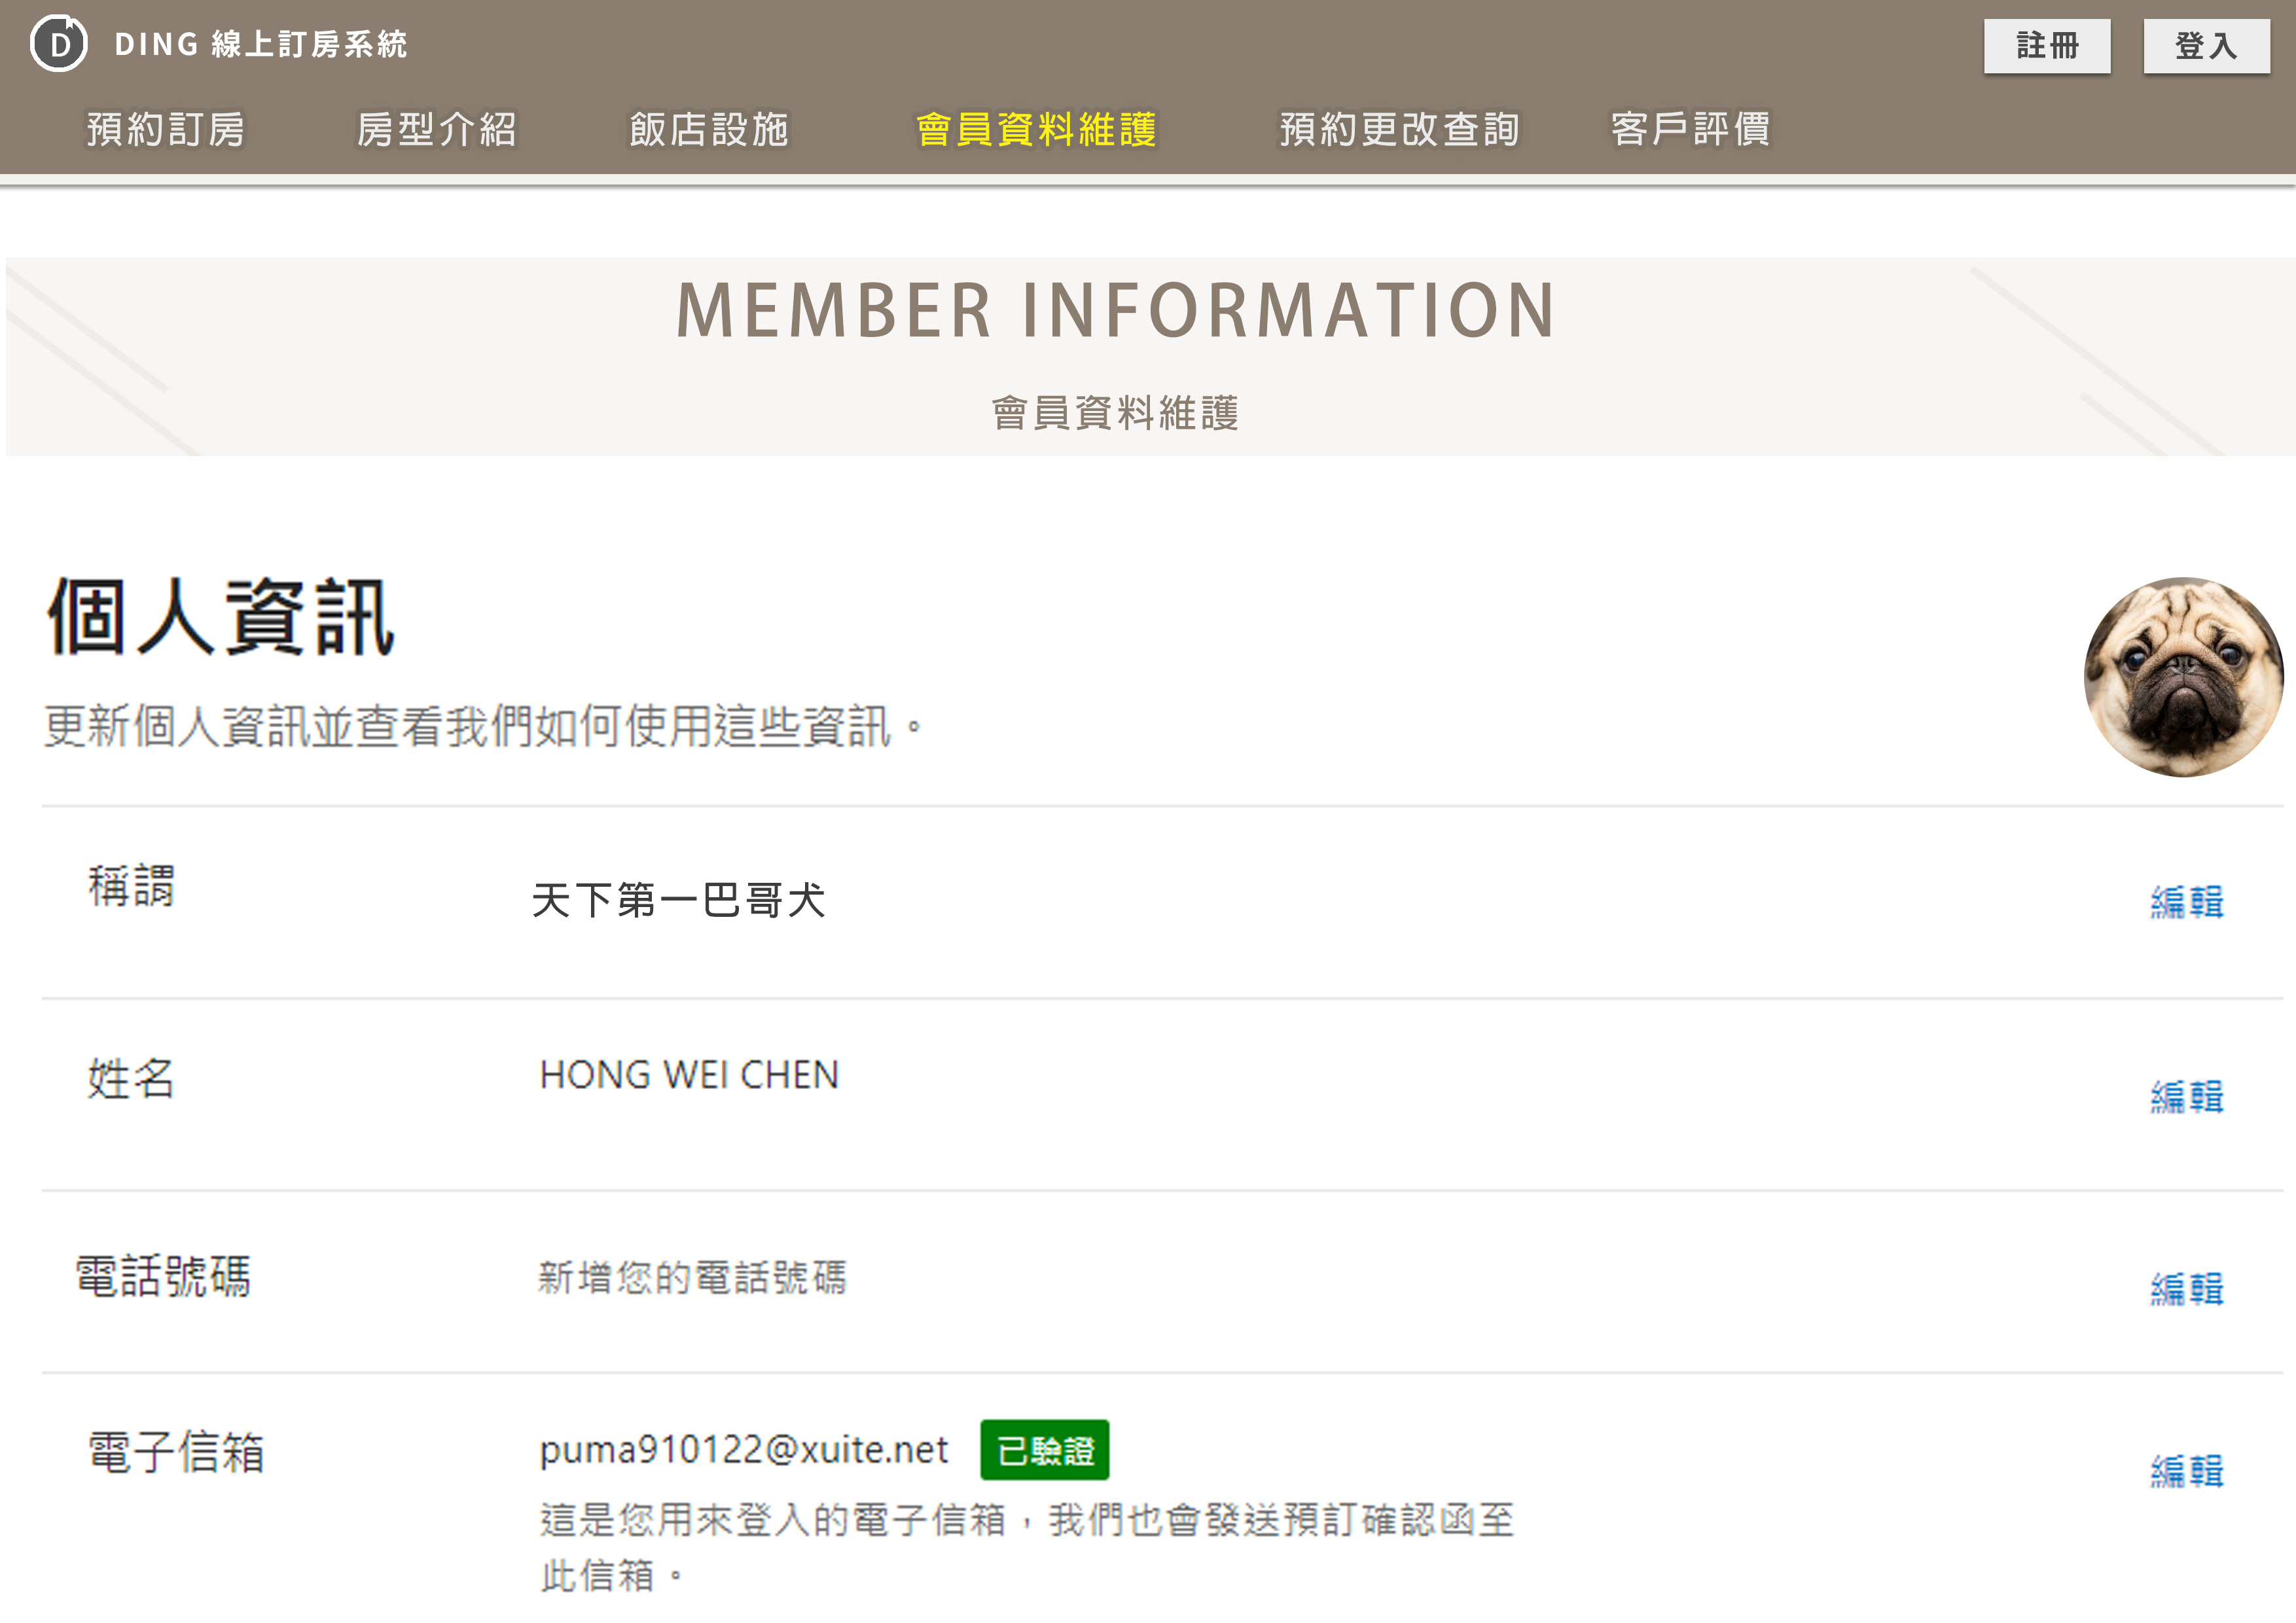 D DING 線上訂房系統 註冊 登入
預約訂房 房型介紹 飯店設施 會員資料維護 預約更改查詢 客戶評價
MEMBER INFORMATION
會員資料維護
個人資訊
更新個人資訊並查看我們如何使用這些資訊。
稱謂 天下第一巴哥犬 編輯
姓名 HONG WEI CHEN 編輯
電話號碼 新增您的電話號碼 編輯
電子信箱 puma910122@xuite.net 已驗證 編輯
這是您用來登入的電子信箱，我們也會發送預訂確認函至
此信箱。